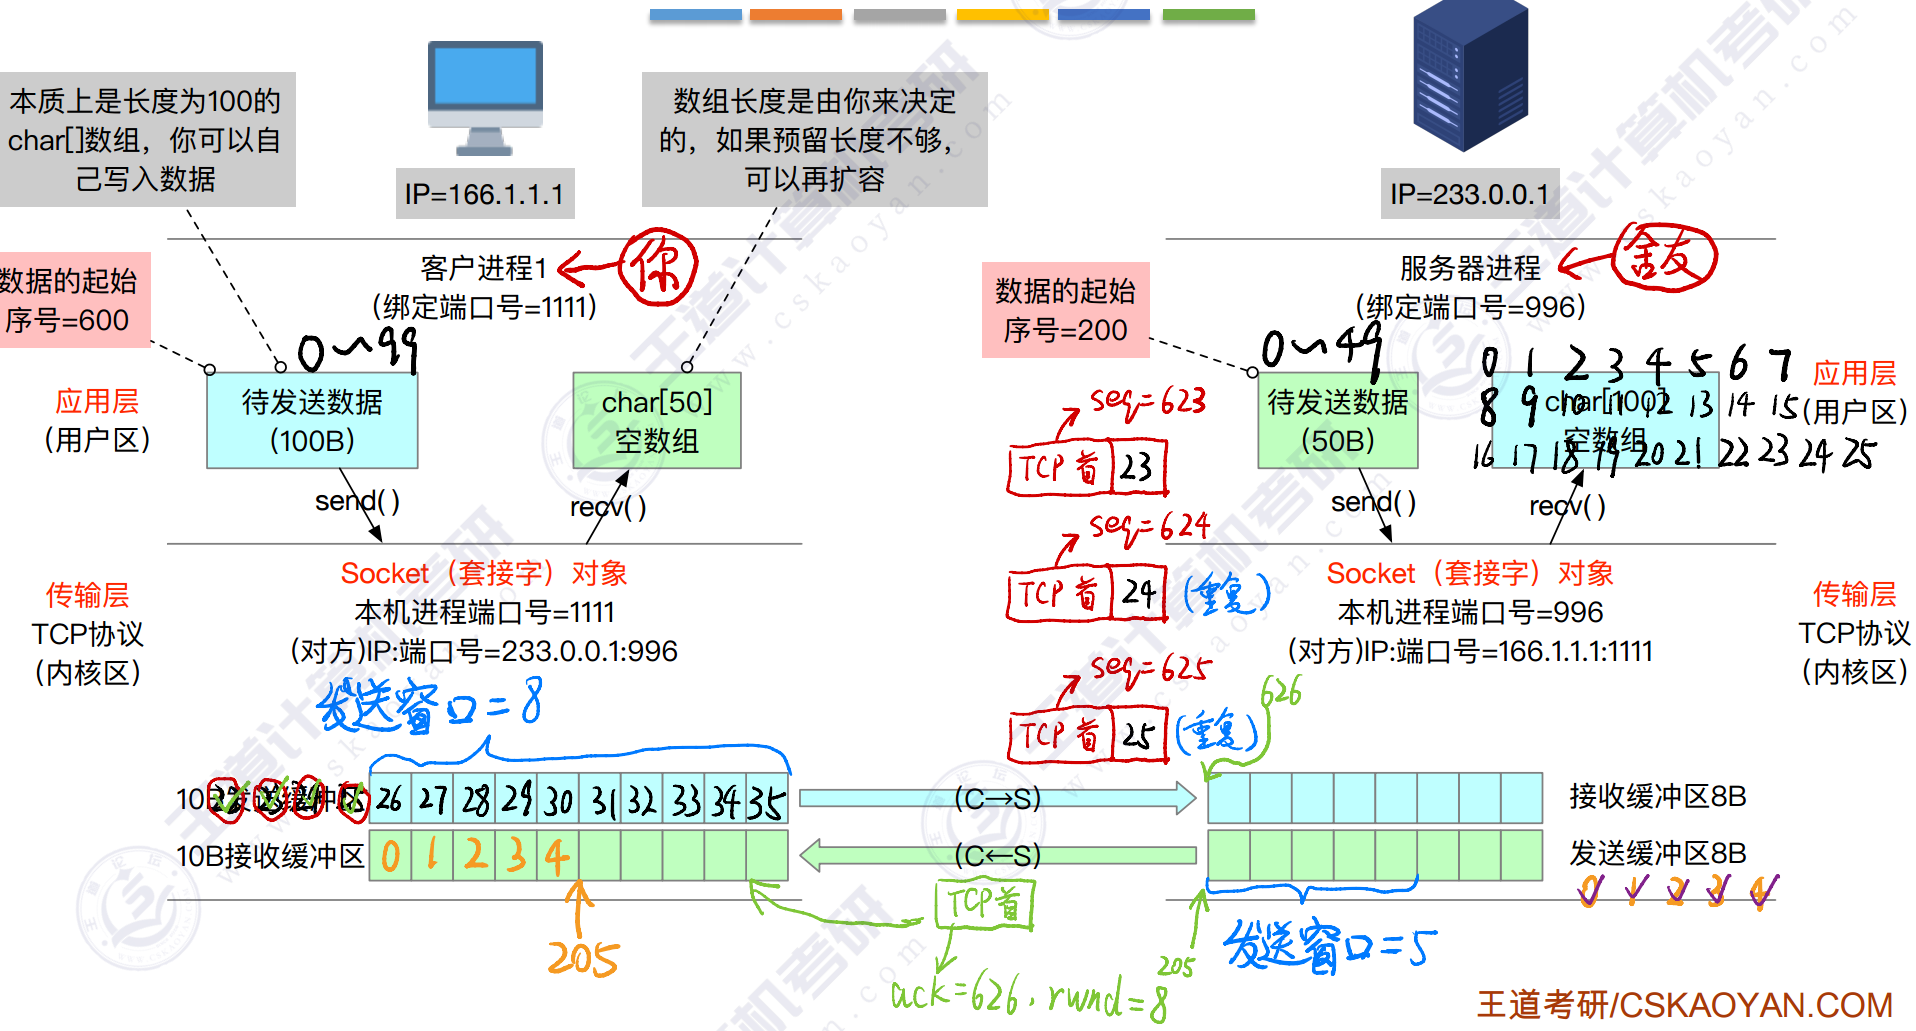 本质上是长度为100的
char[]数组，你可以自
己写入数据
数组长度是由你来决定
的，如果预留长度不够，
可以再扩容
IP=166.1.1.1
IP=233.0.0.1
客户进程1
(绑定端口号=1111)
你
服务器进程
(绑定端口号=996)
数据的起始
序号=600
数据的起始
序号=200
0~99
0~49
0 1 2 3 4 5 6 7
8 9 10 11 12 13 14 15
16 17 18 19 20 21 22 23 24 25
应用层
(用户区)
待发送数据
(100B)
char[50]
空数组
待发送数据
(50B)
char[100]
空数组
应用层
(用户区)
seq=623
TCP首 23
send()
recv()
send()
recv()
seq=624
TCP首 24 (重复)
seq=625
TCP首 25 (重复)
传输层
TCP协议
(内核区)
Socket（套接字）对象
本机进程端口号=1111
(对方)IP:端口号=233.0.0.1:996
Socket（套接字）对象
本机进程端口号=996
(对方)IP:端口号=166.1.1.1:1111
传输层
TCP协议
(内核区)
发送窗口=8
626
10B发送缓冲区
26 27 28 29 30 31 32 33 34 35
(C→S)
接收缓冲区8B
10B接收缓冲区
0 1 2 3 4
(C←S)
发送缓冲区8B
0 1 2 3 4
205
TCP首
ack=626, rwnd=8
205
发送窗口=5
王道考研/CSKAOYAN.COM
王道计算机考研
www.cskaoyan.com